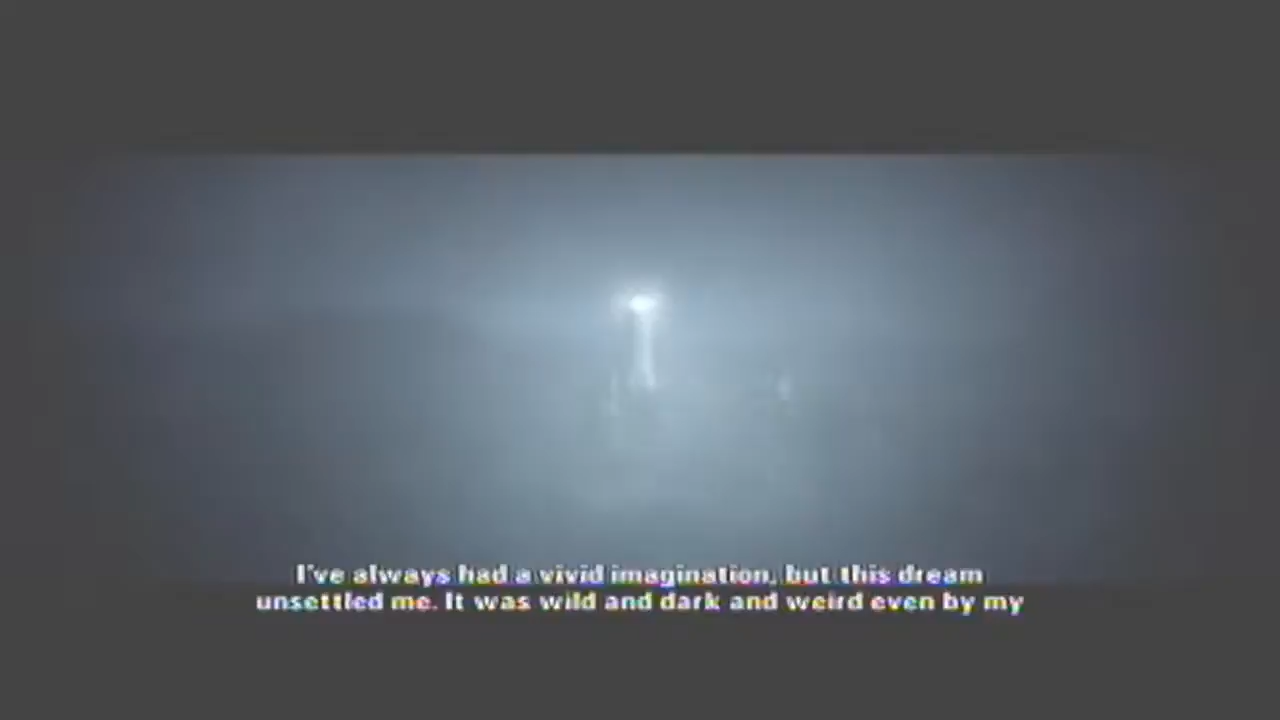 I've always had a vivid imagination, but this dream
unsettled me. It was wild and dark and weird even by my